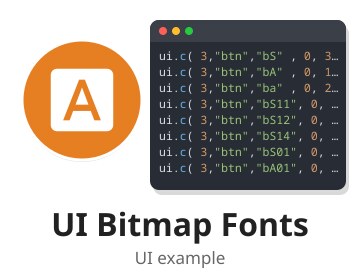 A
ui.c( 3,"btn","bS" , 0, 3…
ui.c( 3,"btn","bA" , 0, 1…
ui.c( 3,"btn","ba" , 0, 2…
ui.c( 3,"btn","bS11", 0, …
ui.c( 3,"btn","bS12", 0, …
ui.c( 3,"btn","bS14", 0, …
ui.c( 3,"btn","bS01", 0, …
ui.c( 3,"btn","bA01", 0, …
UI Bitmap Fonts
UI example